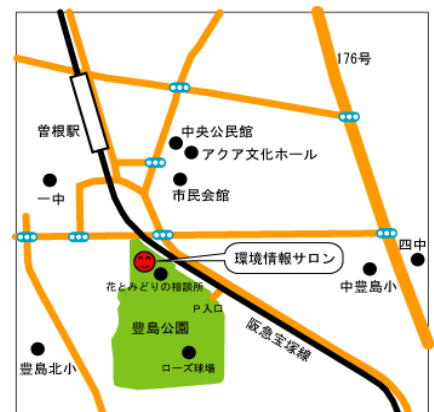 176号
曽根駅
中央公民館
アクア文化ホール
一中
市民会館
環境情報サロン
四中
中豊島小
花とみどりの相談所
P入口
豊島公園
阪急宝塚線
豊島北小
ローズ球場